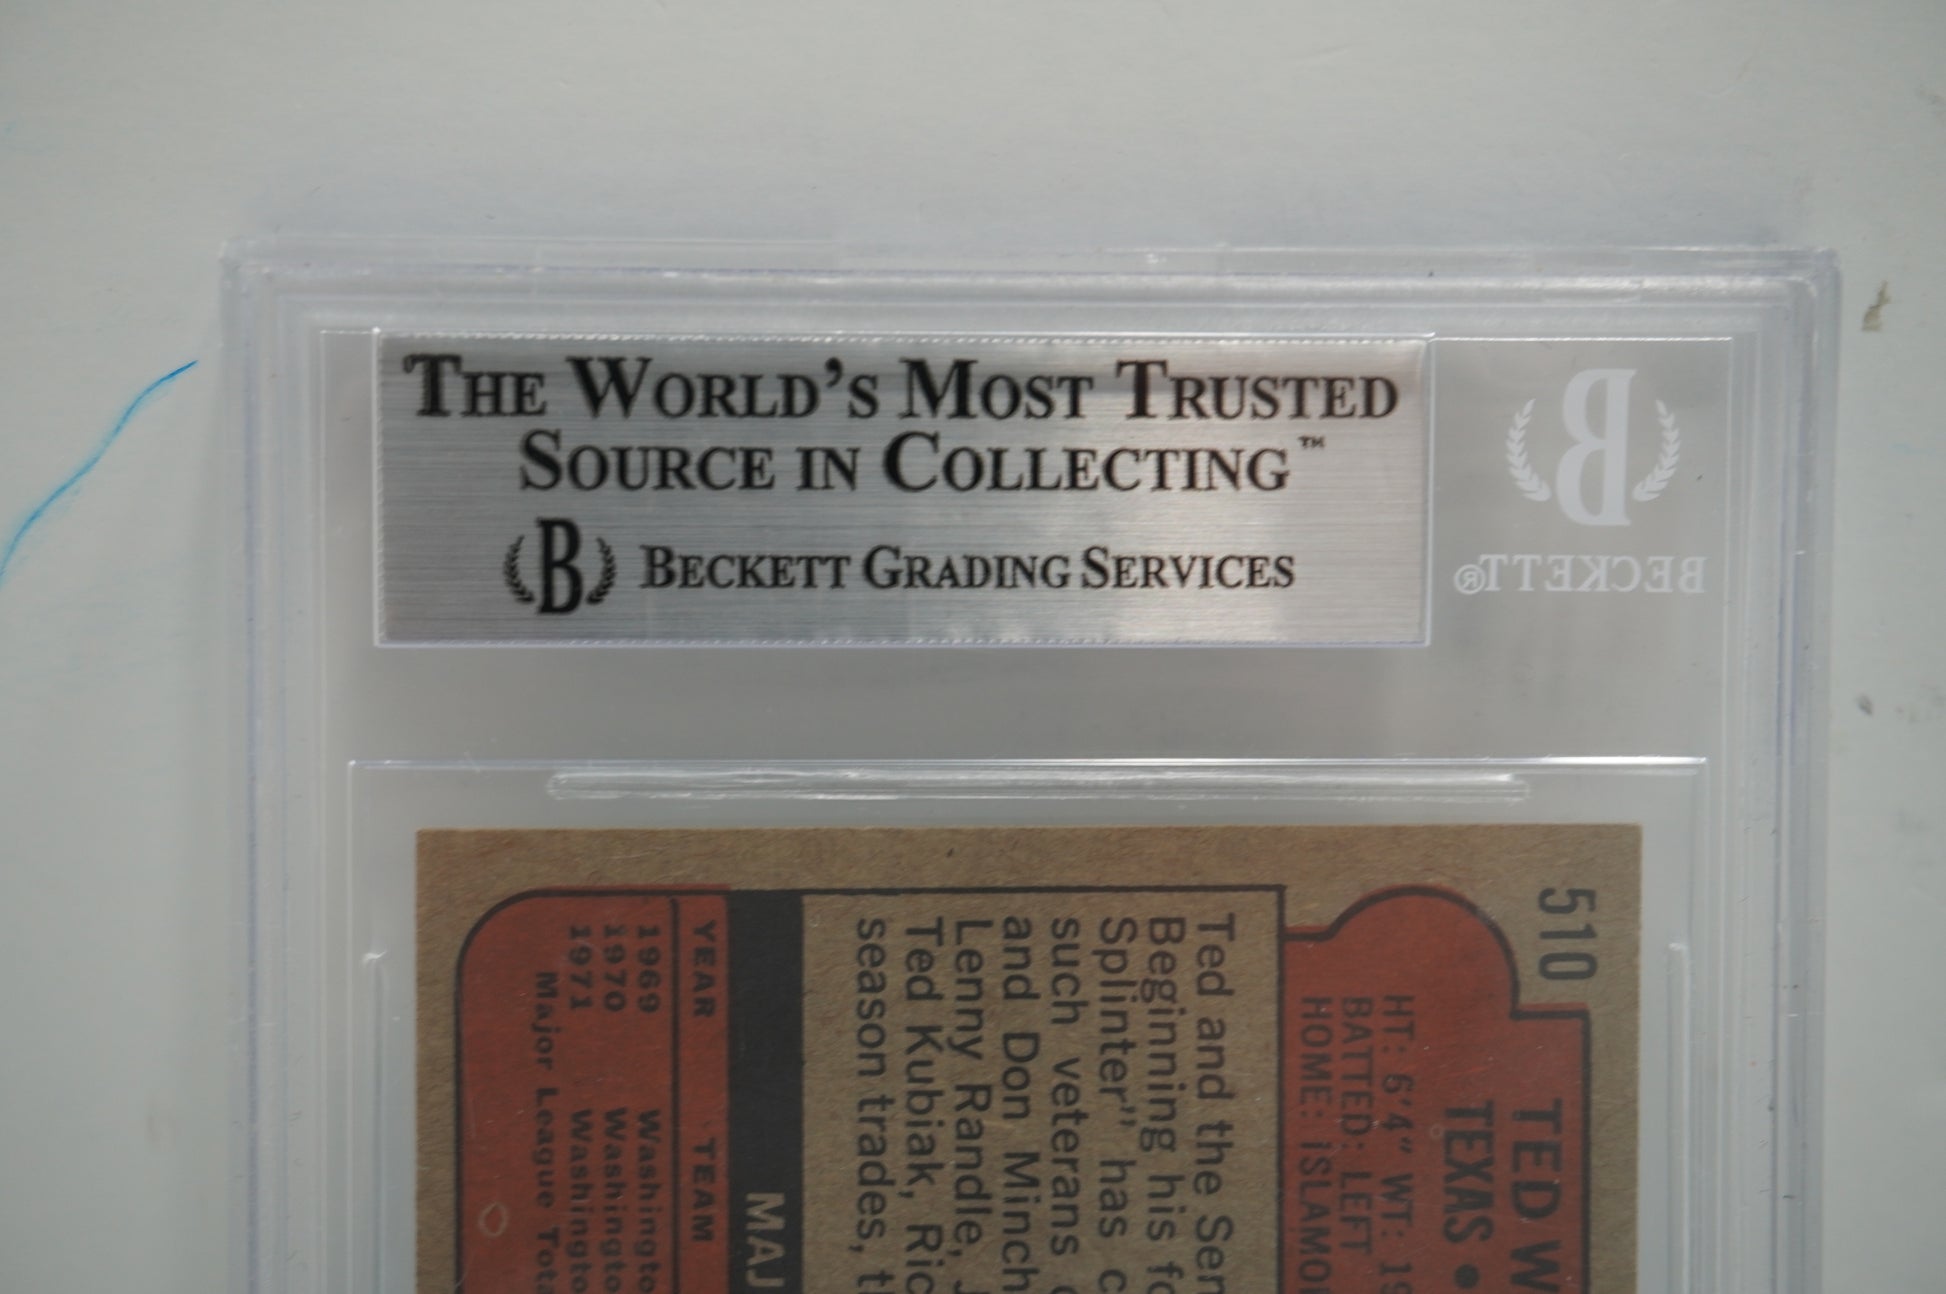 THE WORLD'S MOST TRUSTED
SOURCE IN COLLECTING™
B BECKETT GRADING SERVICES
B
BECKETT®
510
TED W
TEXAS •
HT: 6'4" WT: 19
BATTED: LEFT
HOME: ISLAMO
Ted and the Sen
Beginning his fo
Splinter" has c
such veterans
and Don Minch
Lenny Randle, J
Ted Kubiak, Ric
season trades, t
MAJ
YEAR TEAM
1969 Washingto
1970 Washingto
1971 Washingto
Major League Tota